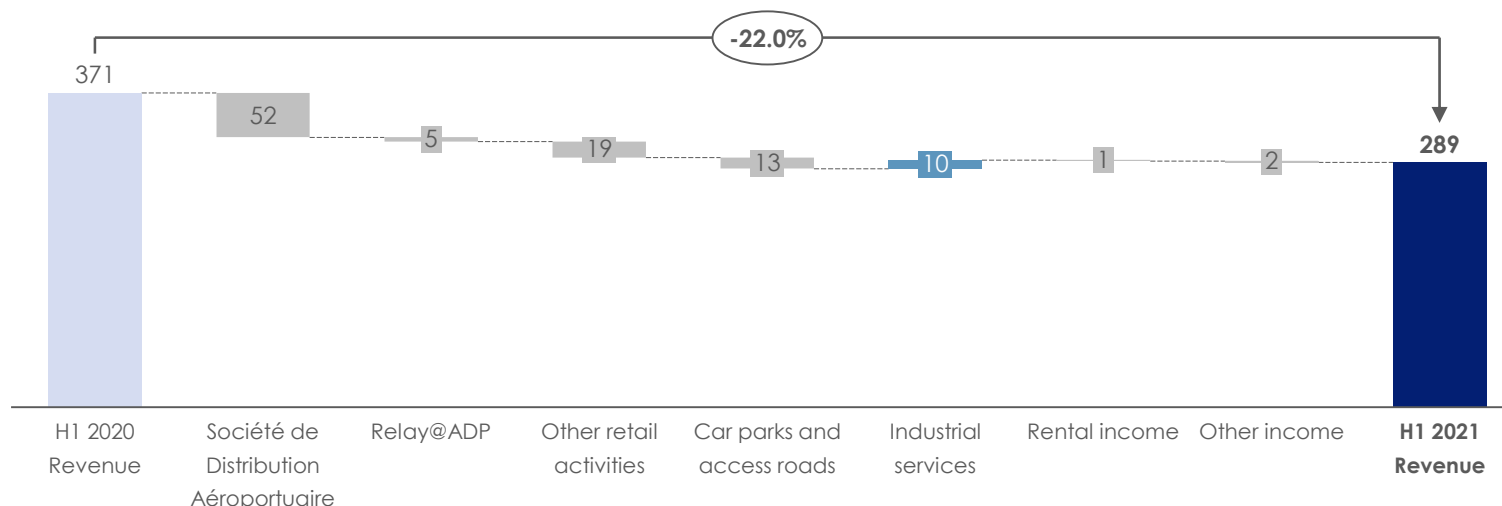 -22.0%
371
52
5
19
13
10
1
2
289
H1 2020
Revenue
Société de
Distribution
Aéroportuaire
Relay@ADP
Other retail
activities
Car parks and
access roads
Industrial
services
Rental income
Other income
H1 2021
Revenue